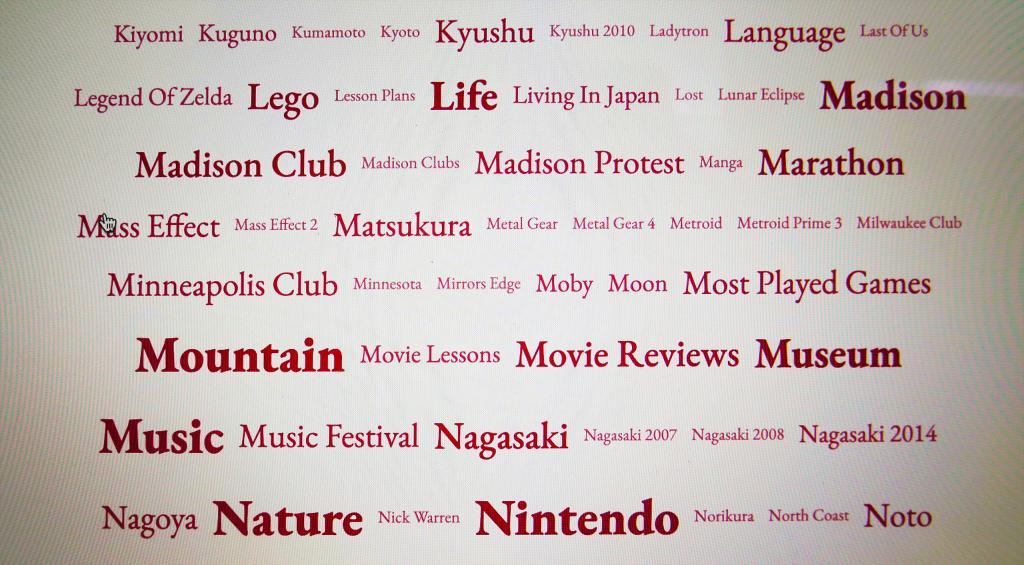 Kiyomi Kuguno Kumamoto Kyoto Kyushu Kyushu 2010 Ladytron Language Last Of Us
Legend Of Zelda Lego Lesson Plans Life Living In Japan Lost Lunar Eclipse Madison
Madison Club Madison Clubs Madison Protest Manga Marathon
Mass Effect Mass Effect 2 Matsukura Metal Gear Metal Gear 4 Metroid Metroid Prime 3 Milwaukee Club
Minneapolis Club Minnesota Mirrors Edge Moby Moon Most Played Games
Mountain Movie Lessons Movie Reviews Museum
Music Music Festival Nagasaki Nagasaki 2007 Nagasaki 2008 Nagasaki 2014
Nagoya Nature Nick Warren Nintendo Norikura North Coast Noto